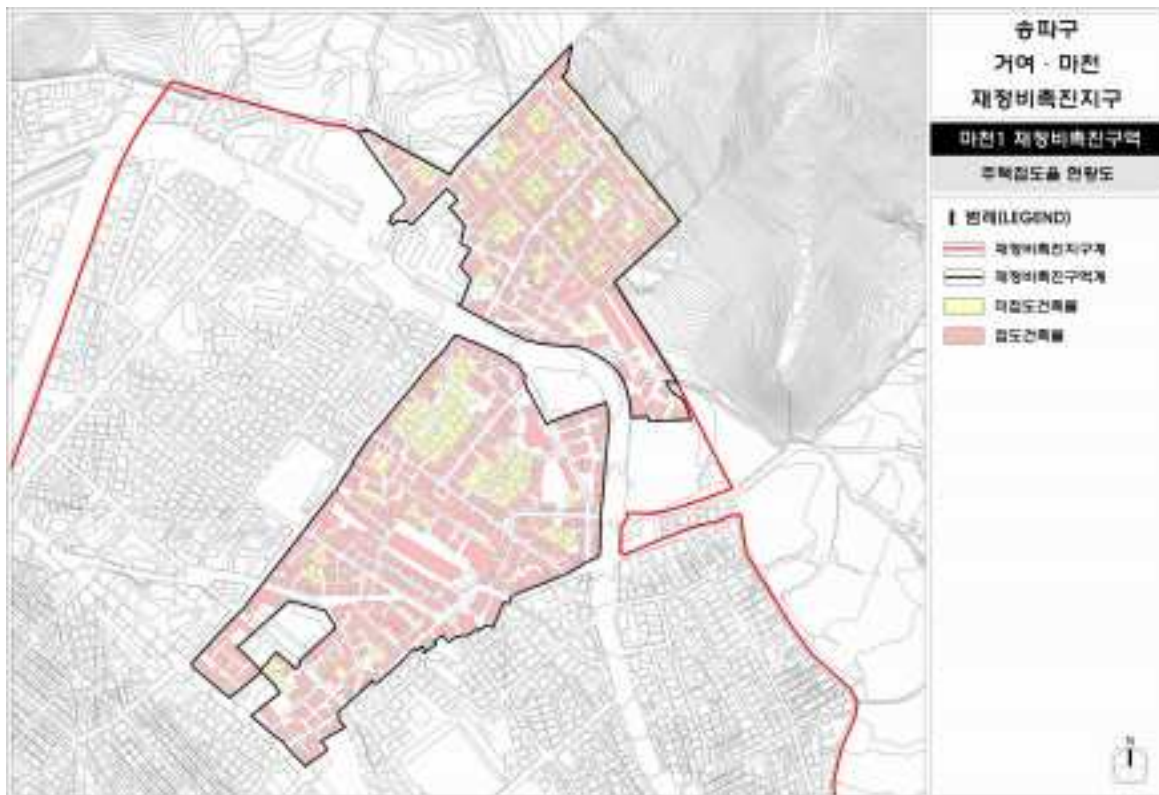 송파구
거여 · 마천
재정비촉진지구
마천1 재정비촉진구역
주택접도율 현황도
범례(LEGEND)
재정비촉진지구계
재정비촉진구역계
미접도건축물
접도건축물
N